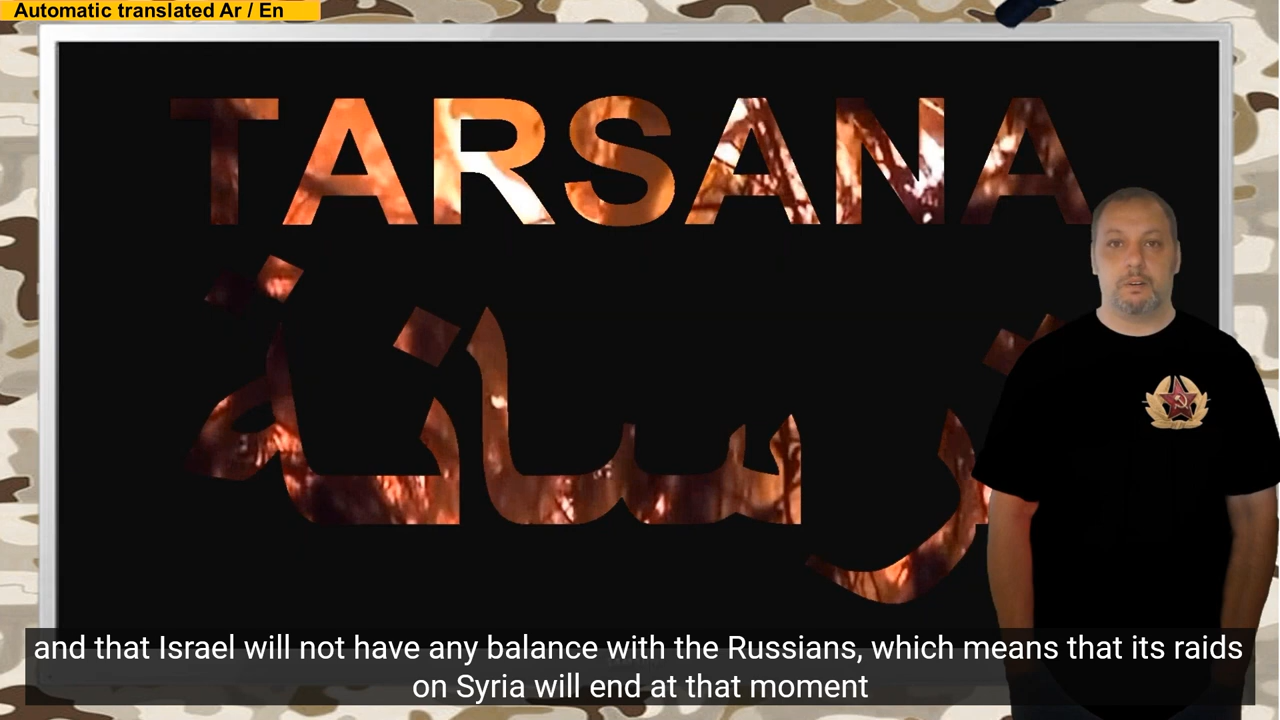 Automatic translated Ar / En
TARSANA
ترسانة
and that Israel will not have any balance with the Russians, which means that its raids
on Syria will end at that moment